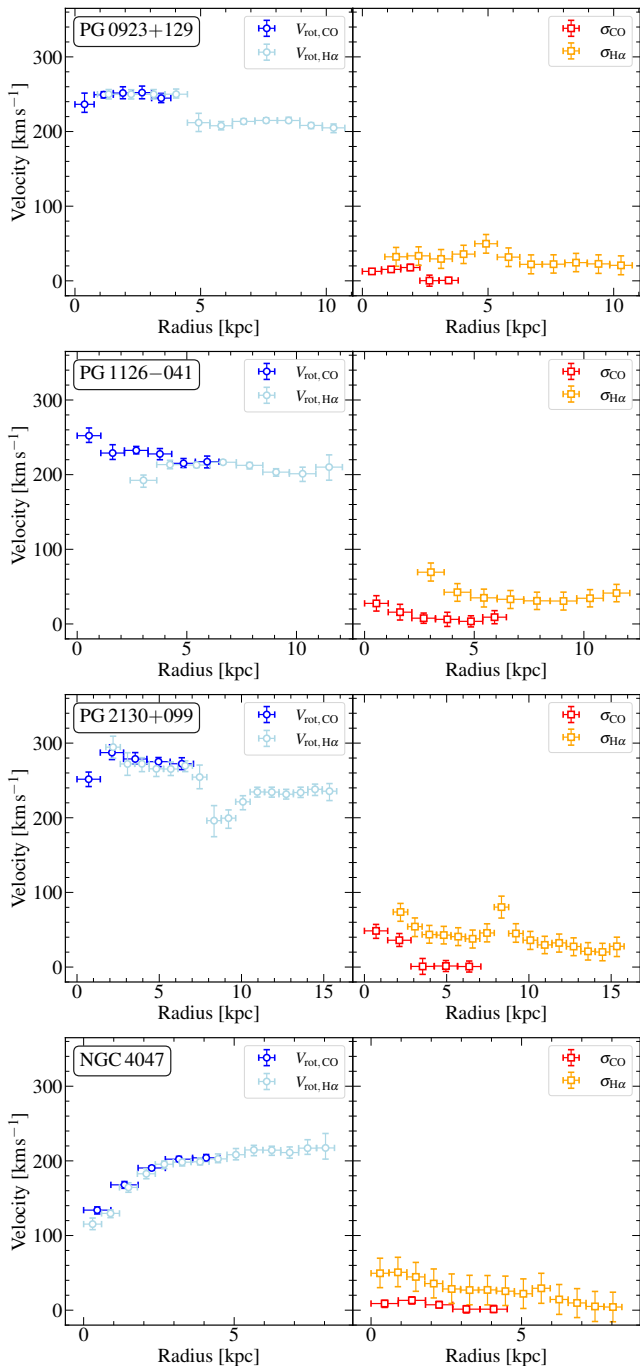 PG 0923+129
V_rot,CO
V_rot,Hα
σ_CO
σ_Hα
Velocity [km s⁻¹]
300
200
100
0
0 5 10
0 5 10
Radius [kpc]
Radius [kpc]
PG 1126−041
V_rot,CO
V_rot,Hα
σ_CO
σ_Hα
Velocity [km s⁻¹]
300
200
100
0
0 5 10
0 5 10
Radius [kpc]
Radius [kpc]
PG 2130+099
V_rot,CO
V_rot,Hα
σ_CO
σ_Hα
Velocity [km s⁻¹]
300
200
100
0
0 5 10 15
0 5 10 15
Radius [kpc]
Radius [kpc]
NGC 4047
V_rot,CO
V_rot,Hα
σ_CO
σ_Hα
Velocity [km s⁻¹]
300
200
100
0
0 5
0 5
Radius [kpc]
Radius [kpc]